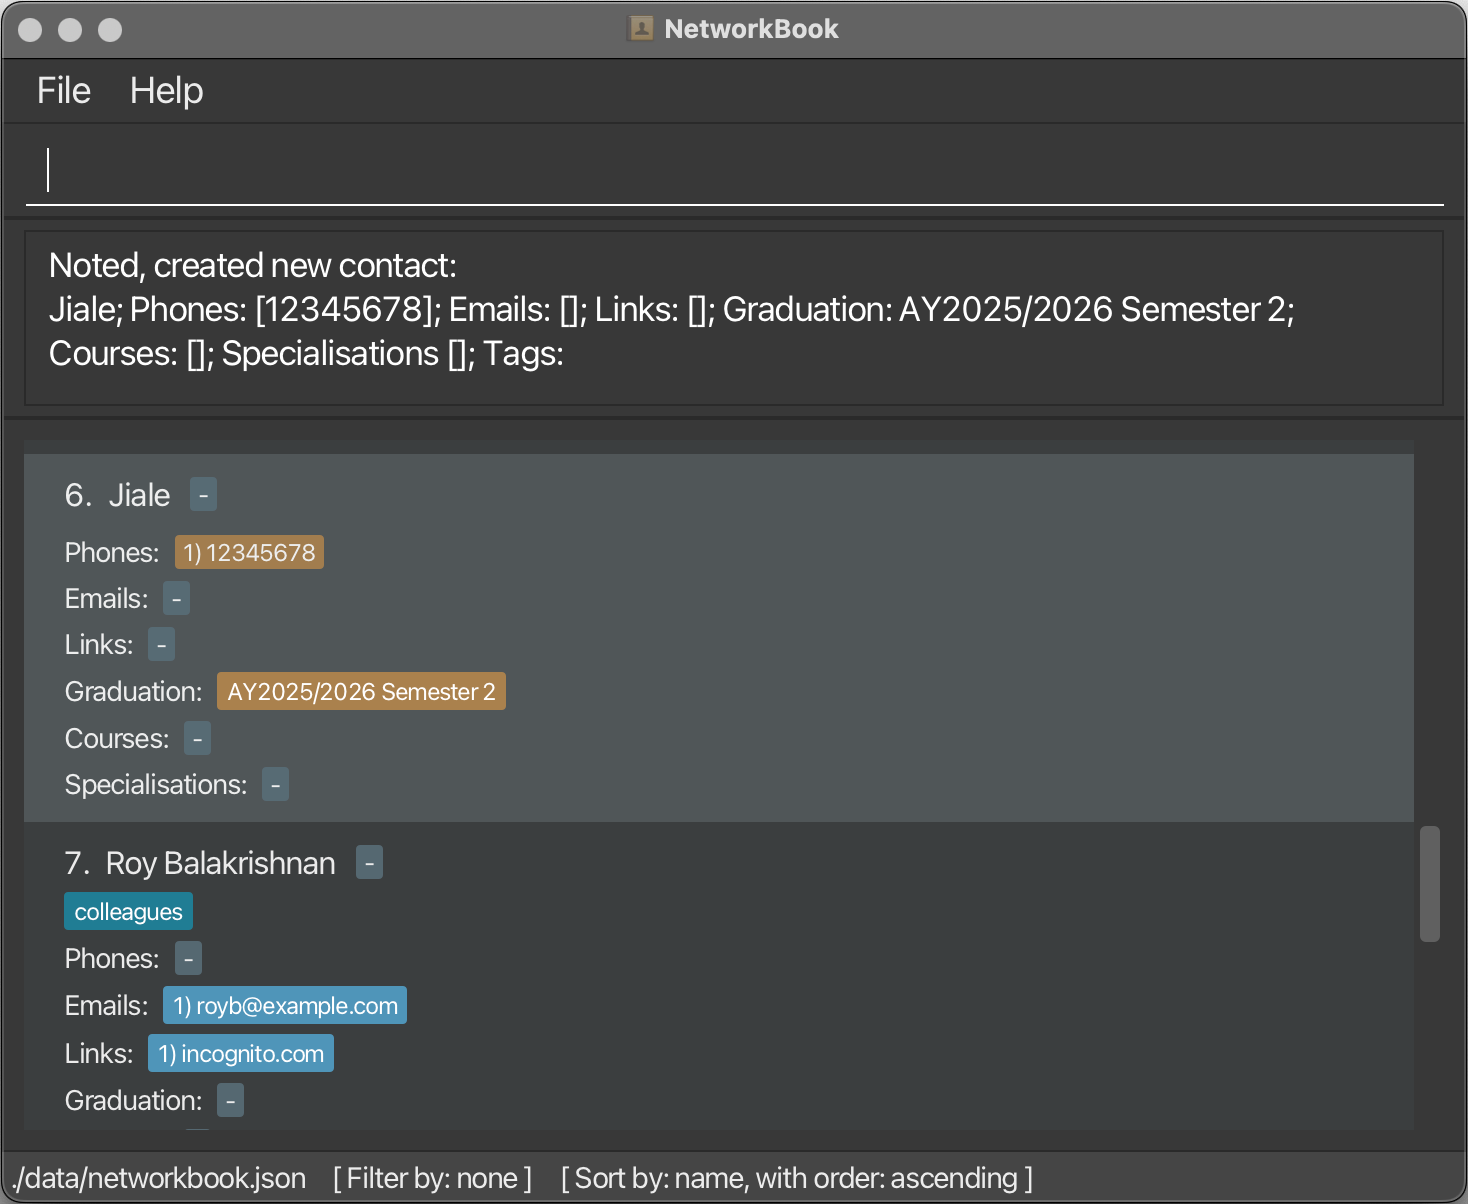 NetworkBook
File Help
Noted, created new contact:
Jiale; Phones: [12345678]; Emails: []; Links: []; Graduation: AY2025/2026 Semester 2;
Courses: []; Specialisations []; Tags:
6. Jiale -
Phones: 1) 12345678
Emails: -
Links: -
Graduation: AY2025/2026 Semester 2
Courses: -
Specialisations: -
7. Roy Balakrishnan -
colleagues
Phones: -
Emails: 1) royb@example.com
Links: 1) incognito.com
Graduation: -
./data/networkbook.json [ Filter by: none ] [ Sort by: name, with order: ascending ]